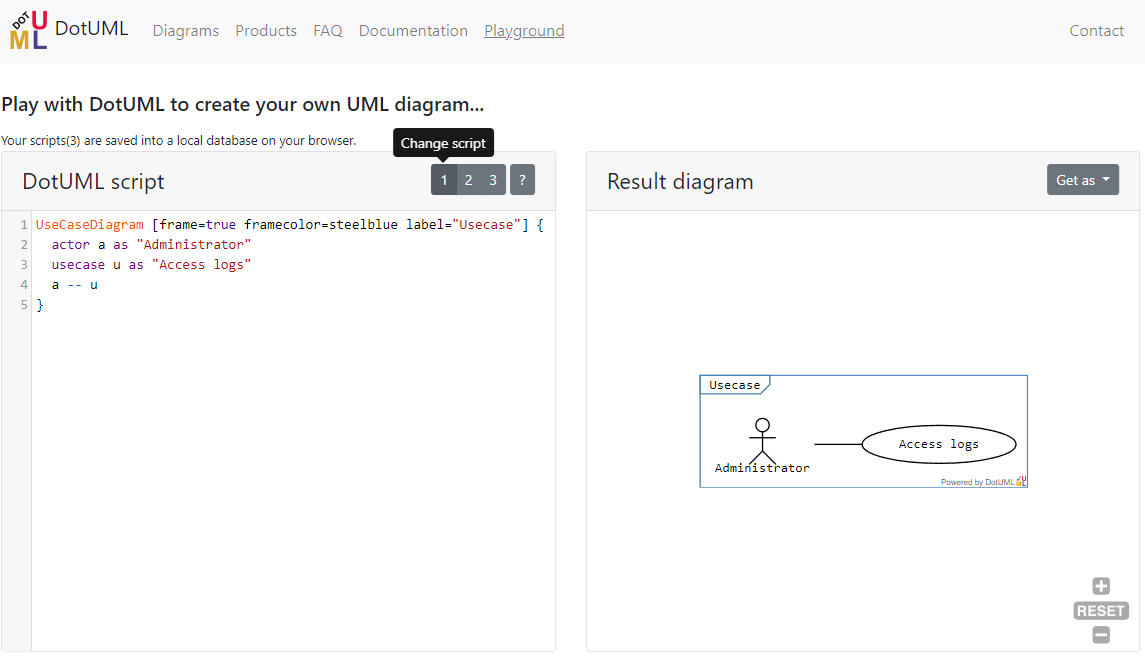 DOT UML DotUML Diagrams Products FAQ Documentation Playground Contact
Play with DotUML to create your own UML diagram...
Your scripts(3) are saved into a local database on your browser.
Change script
DotUML script 1 2 3 ?
1 UseCaseDiagram [frame=true framecolor=steelblue label="Usecase"] {
2 actor a as "Administrator"
3 usecase u as "Access logs"
4 a -- u
5 }
Result diagram Get as
Usecase
Access logs
Administrator
Powered by DotUML
RESET